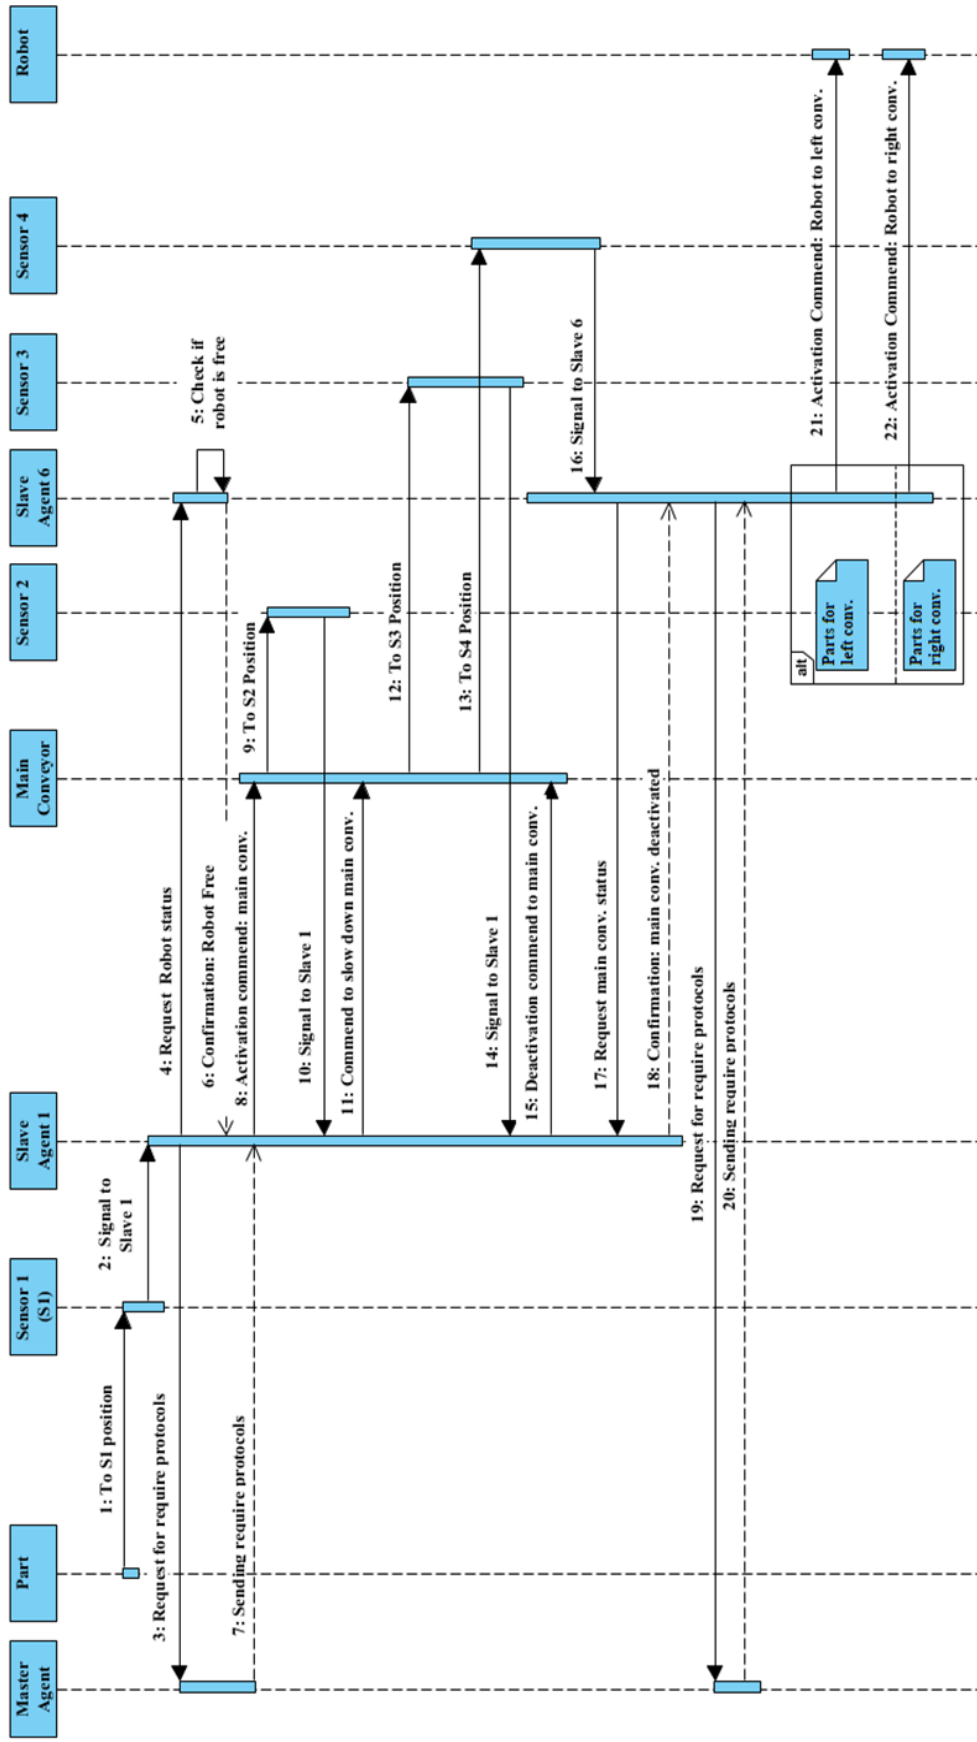 Master
Agent
Part
Sensor 1
(S1)
Slave
Agent 1
Main
Conveyor
Sensor 2
Slave
Agent 6
Sensor 3
Sensor 4
Robot
1: To S1 position
2: Signal to
Slave 1
3: Request for require protocols
4: Request Robot status
5: Check if
robot is free
6: Confirmation: Robot Free
7: Sending require protocols
8: Activation commend: main conv.
9: To S2 Position
10: Signal to Slave 1
11: Commend to slow down main conv.
12: To S3 Position
13: To S4 Position
14: Signal to Slave 1
15: Deactivation commend to main conv.
16: Signal to Slave 6
17: Request main conv. status
18: Confirmation: main conv. deactivated
19: Request for require protocols
20: Sending require protocols
alt
Parts for
left conv.
21: Activation Commend: Robot to left conv.
Parts for
right conv.
22: Activation Commend: Robot to right conv.